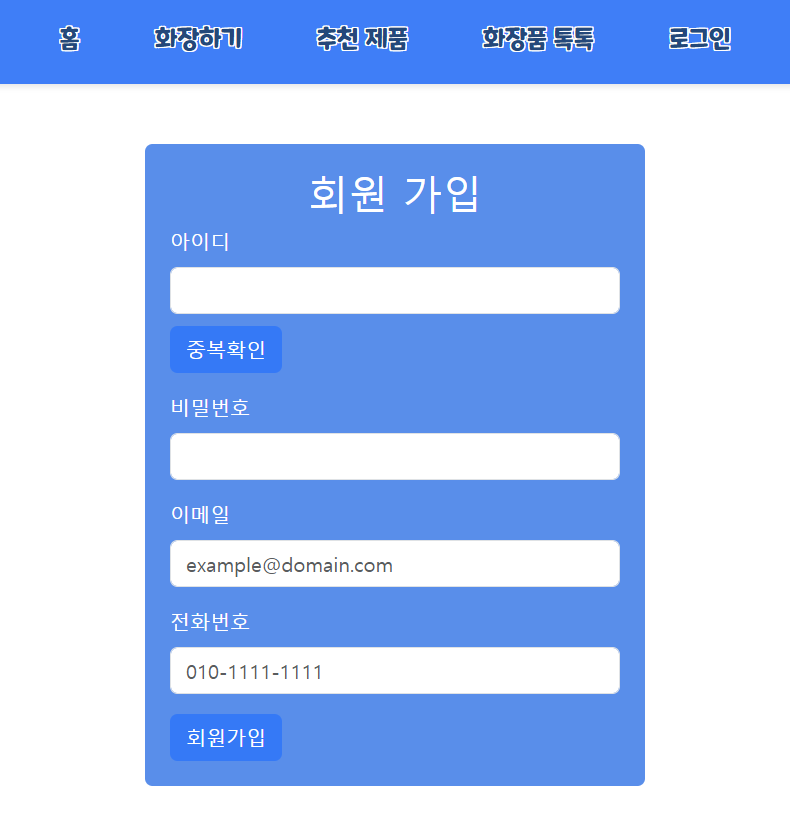 홈 화장하기 추천 제품 화장품 톡톡 로그인
회원 가입
아이디
중복확인
비밀번호
이메일
example@domain.com
전화번호
010-1111-1111
회원가입